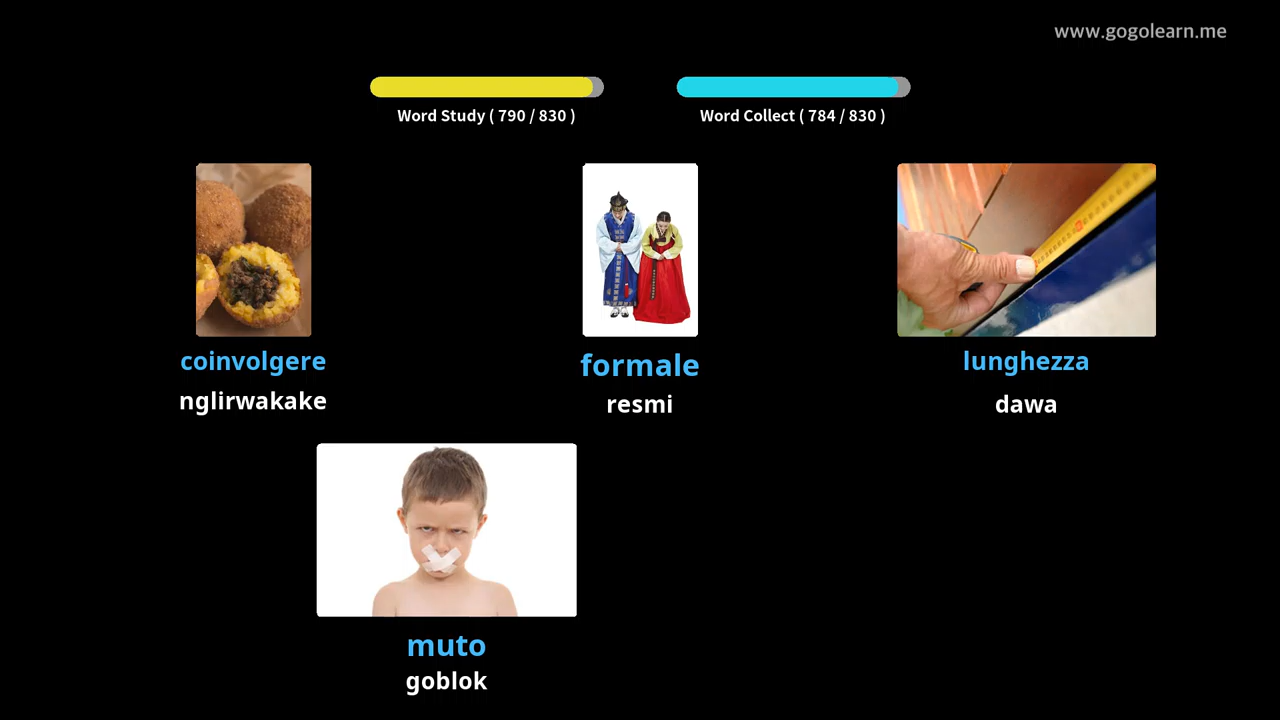 www.gogolearn.me
Word Study ( 790 / 830 )
Word Collect ( 784 / 830 )
coinvolgere
nglirwakake
formale
resmi
lunghezza
dawa
muto
goblok